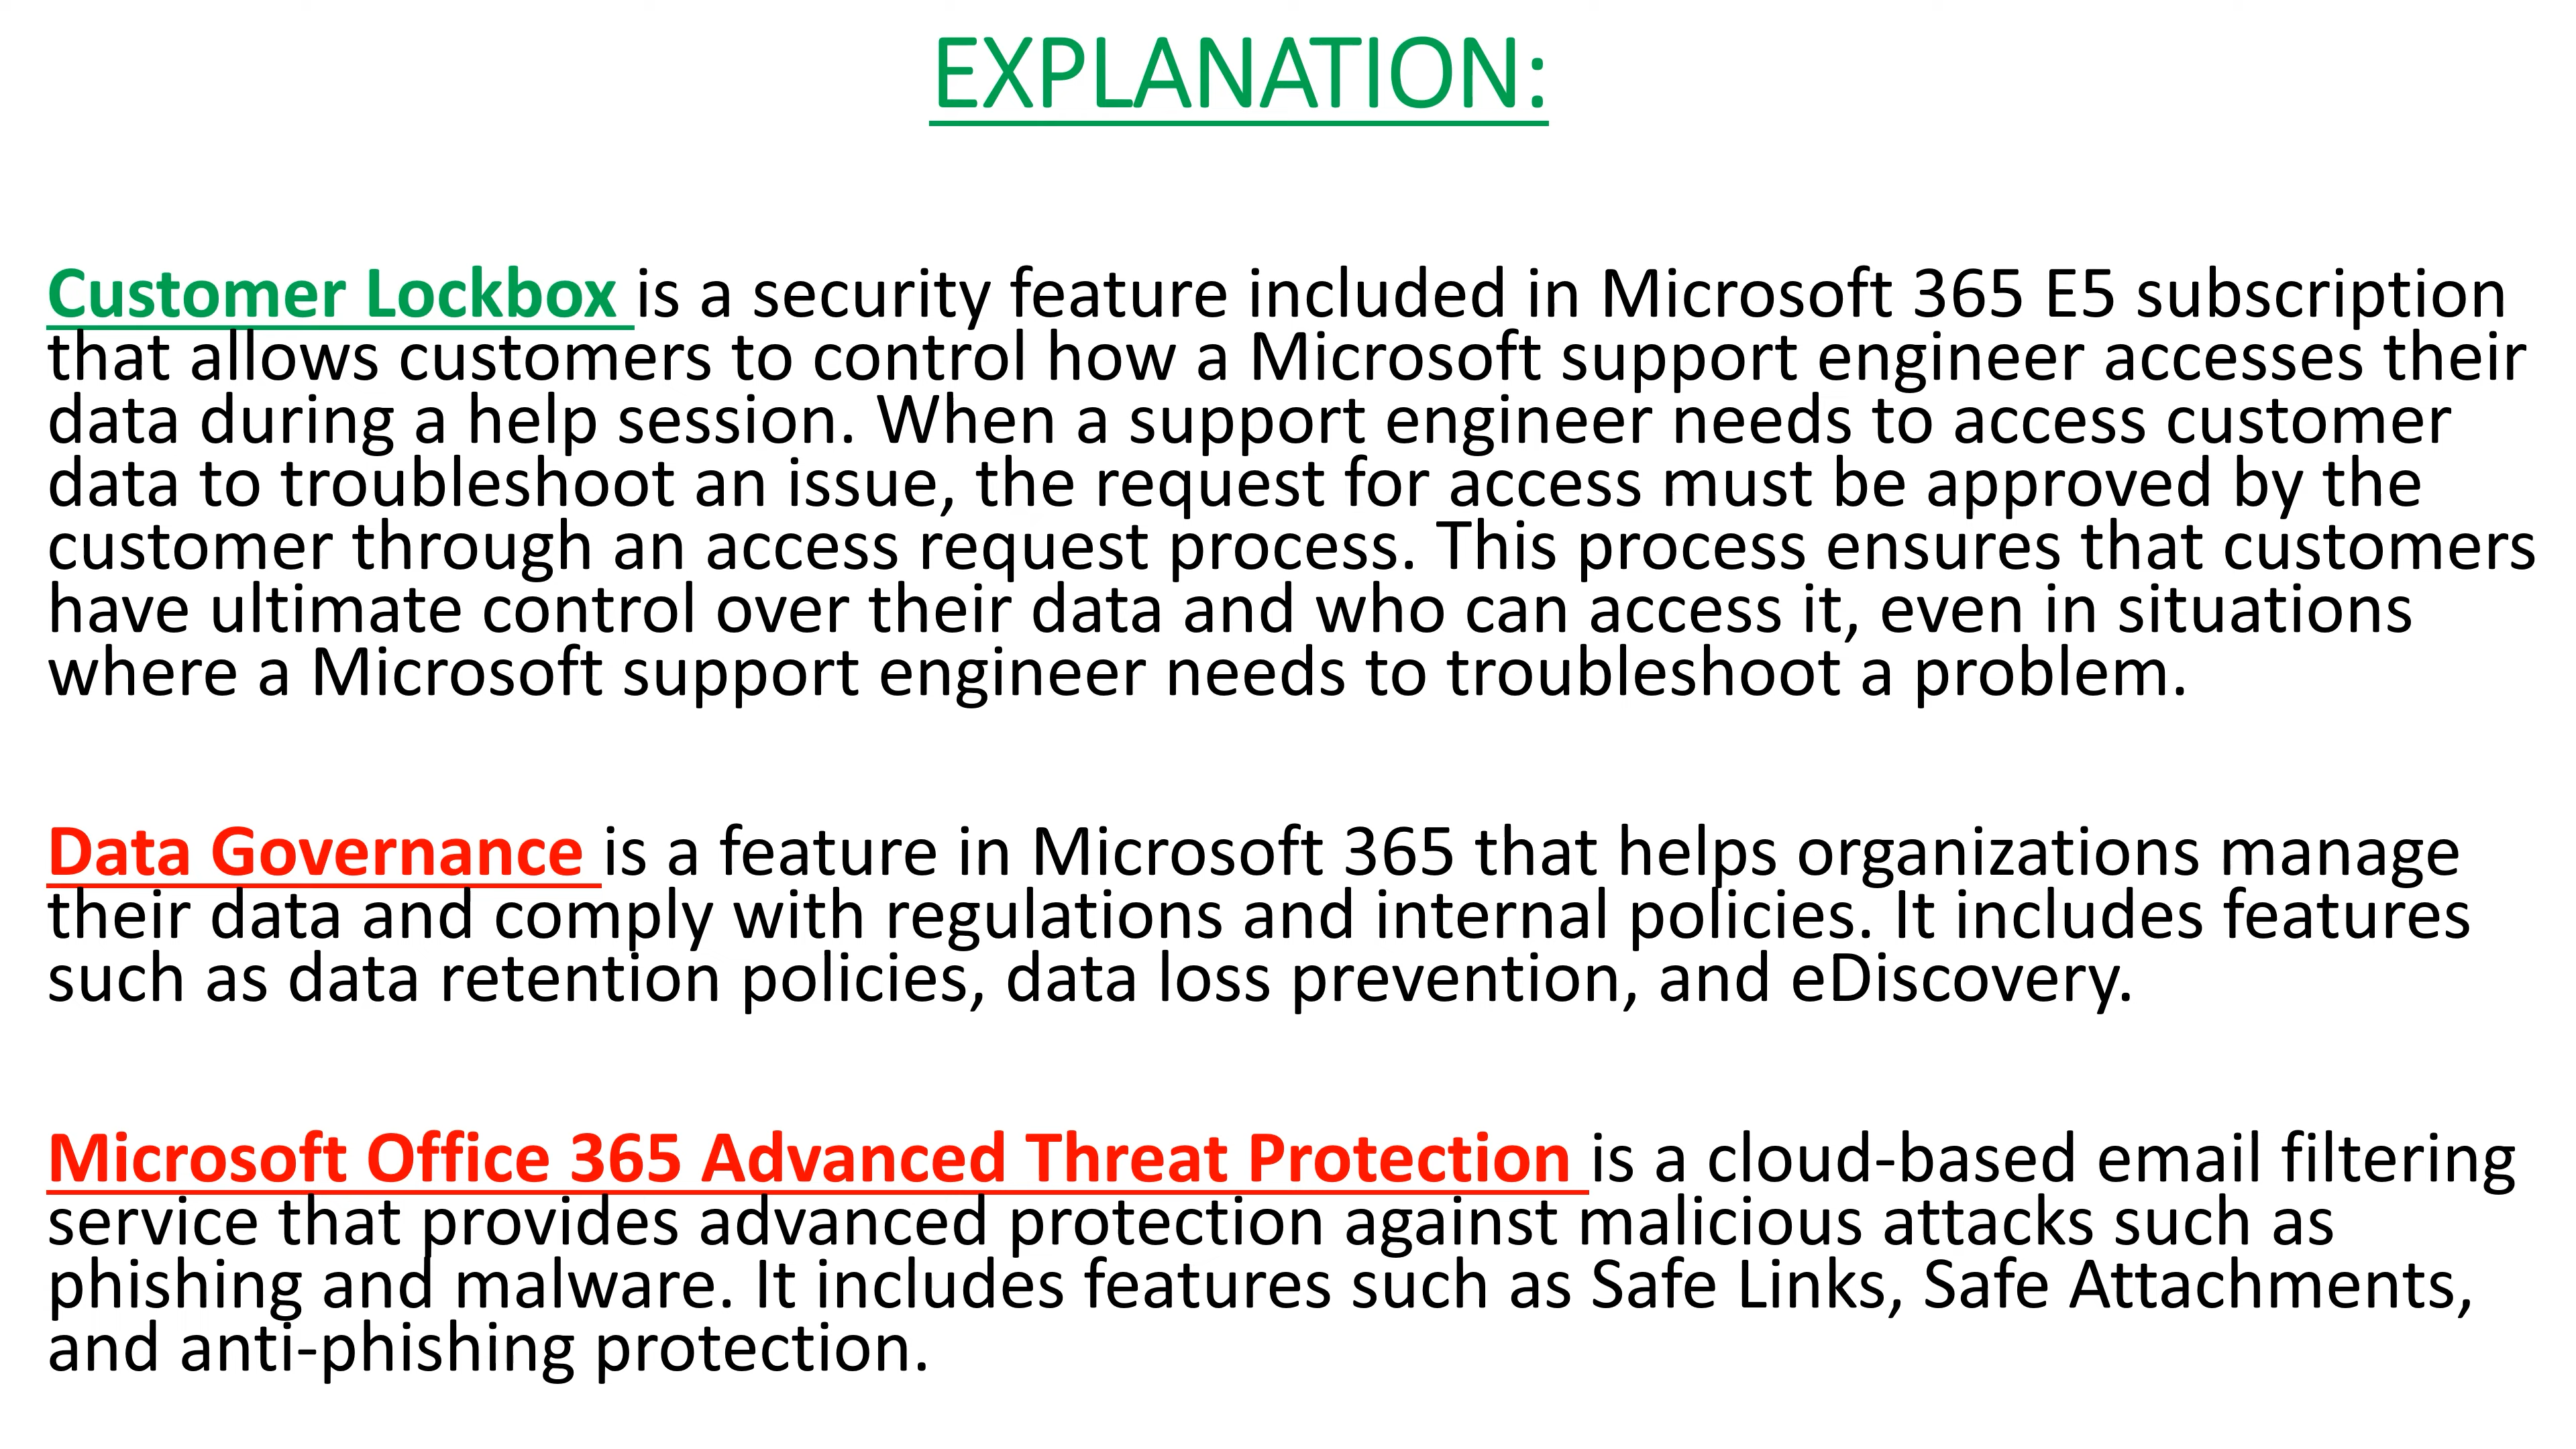 EXPLANATION:
Customer Lockbox is a security feature included in Microsoft 365 E5 subscription
that allows customers to control how a Microsoft support engineer accesses their
data during a help session. When a support engineer needs to access customer
data to troubleshoot an issue, the request for access must be approved by the
customer through an access request process. This process ensures that customers
have ultimate control over their data and who can access it, even in situations
where a Microsoft support engineer needs to troubleshoot a problem.
Data Governance is a feature in Microsoft 365 that helps organizations manage
their data and comply with regulations and internal policies. It includes features
such as data retention policies, data loss prevention, and eDiscovery.
Microsoft Office 365 Advanced Threat Protection is a cloud-based email filtering
service that provides advanced protection against malicious attacks such as
phishing and malware. It includes features such as Safe Links, Safe Attachments,
and anti-phishing protection.